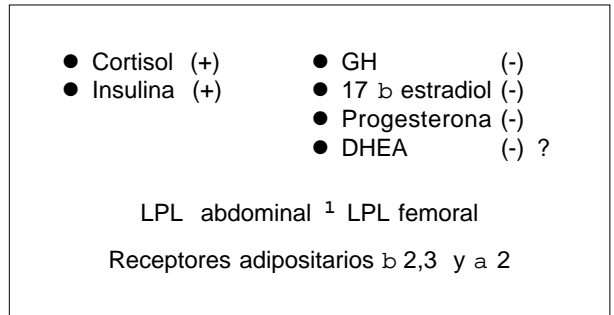 ● Cortisol (+) ● GH (-)
● Insulina (+) ● 17 b estradiol (-)
● Progesterona (-)
● DHEA (-) ?
LPL abdominal ¹ LPL femoral
Receptores adipositarios b 2,3 y a 2